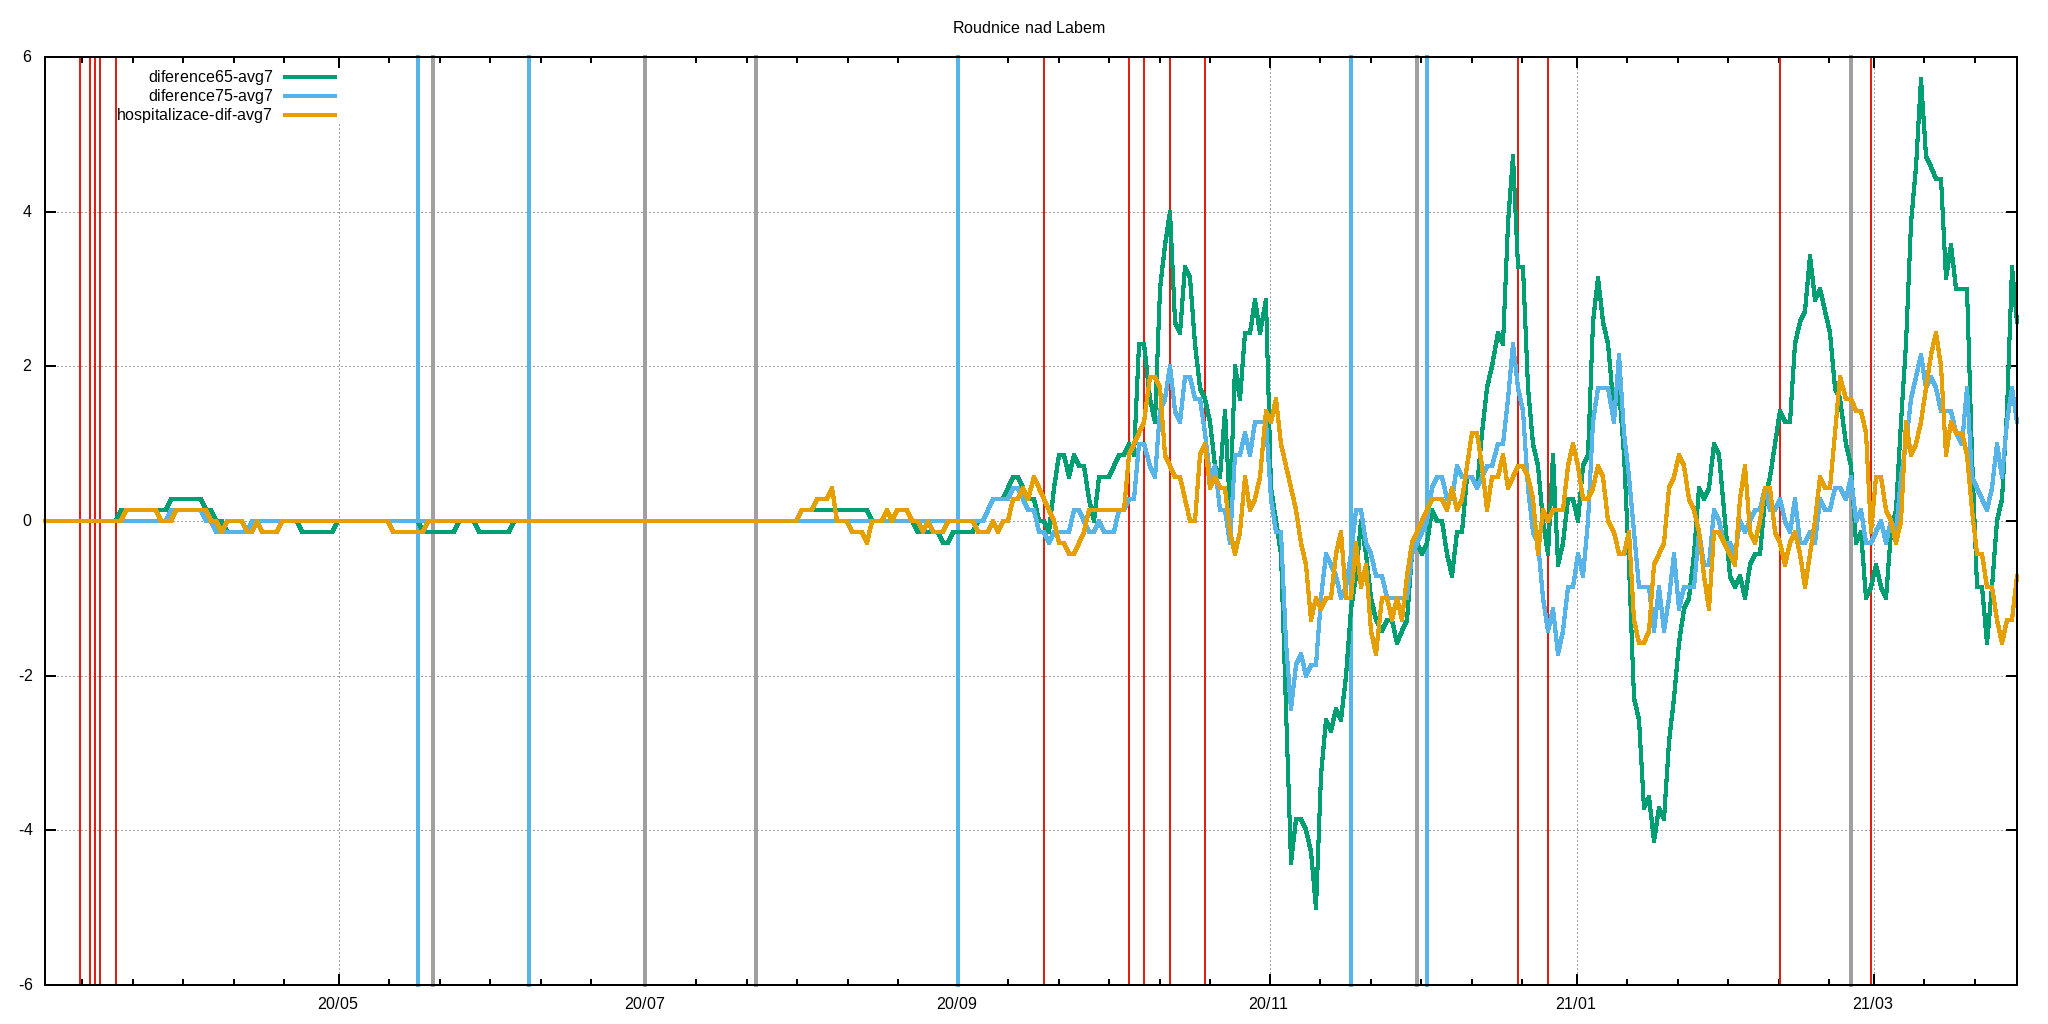 Roudnice nad Labem
diference65-avg7
diference75-avg7
hospitalizace-dif-avg7
6
4
2
0
-2
-4
-6
20/05 20/07 20/09 20/11 21/01 21/03